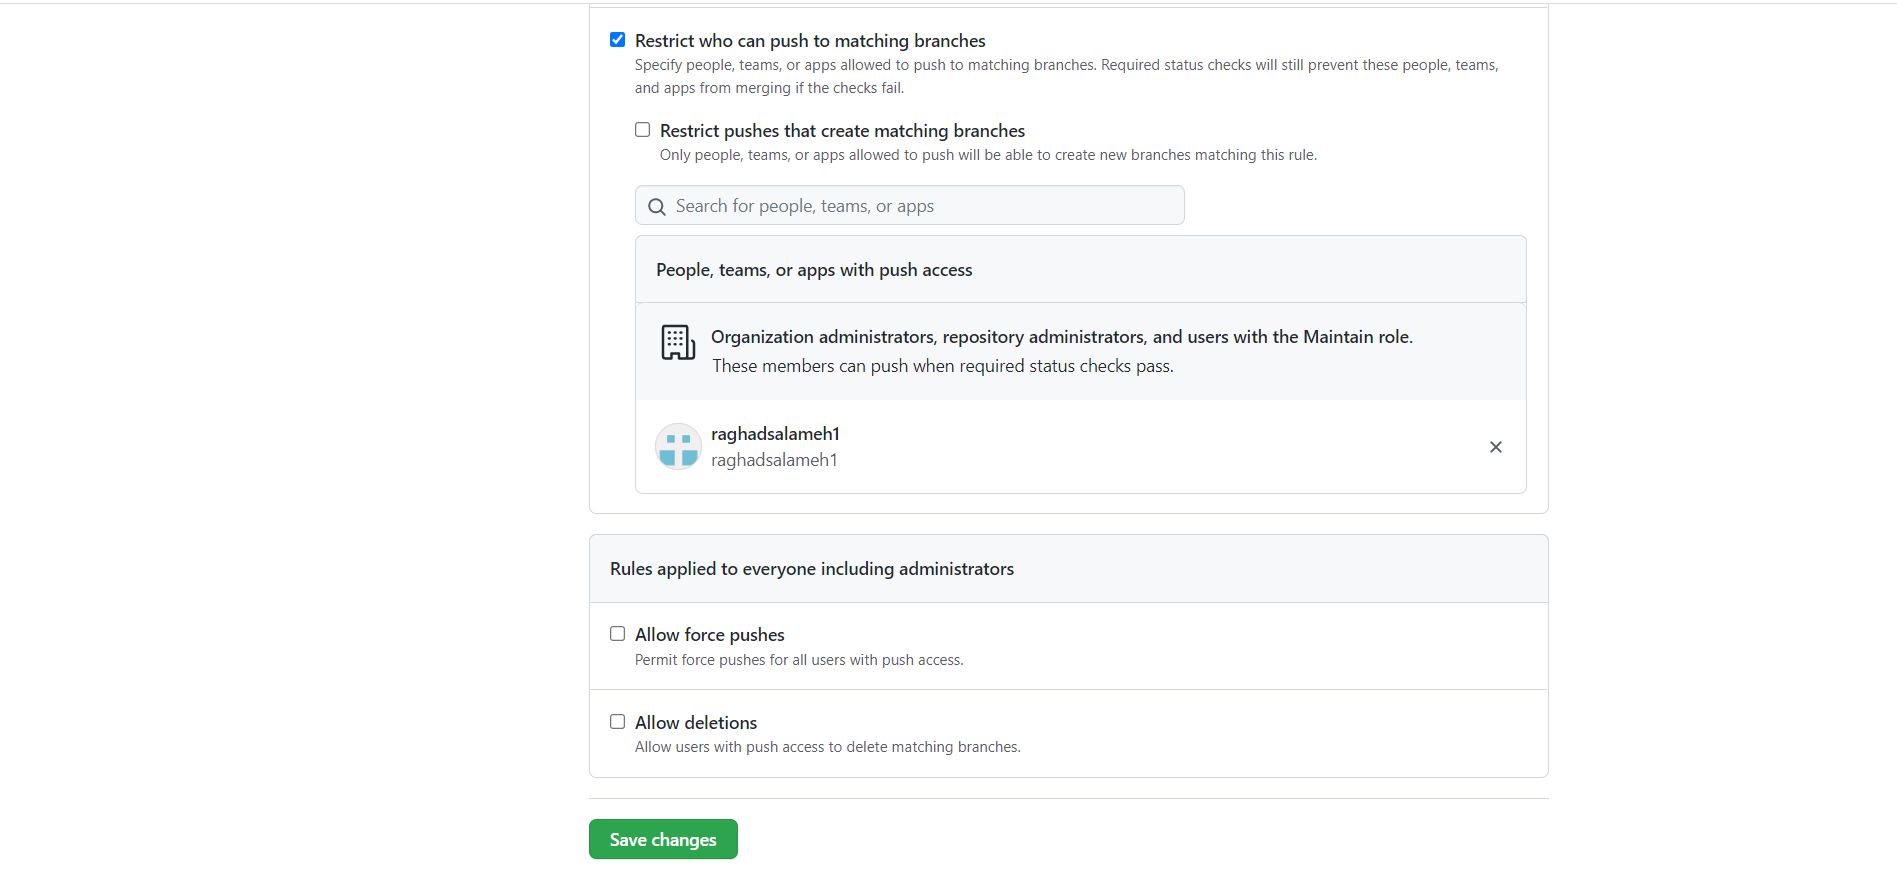 Restrict who can push to matching branches
Specify people, teams, or apps allowed to push to matching branches. Required status checks will still prevent these people, teams,
and apps from merging if the checks fail.
Restrict pushes that create matching branches
Only people, teams, or apps allowed to push will be able to create new branches matching this rule.
Search for people, teams, or apps
People, teams, or apps with push access
Organization administrators, repository administrators, and users with the Maintain role.
These members can push when required status checks pass.
raghadsalameh1
raghadsalameh1
Rules applied to everyone including administrators
Allow force pushes
Permit force pushes for all users with push access.
Allow deletions
Allow users with push access to delete matching branches.
Save changes